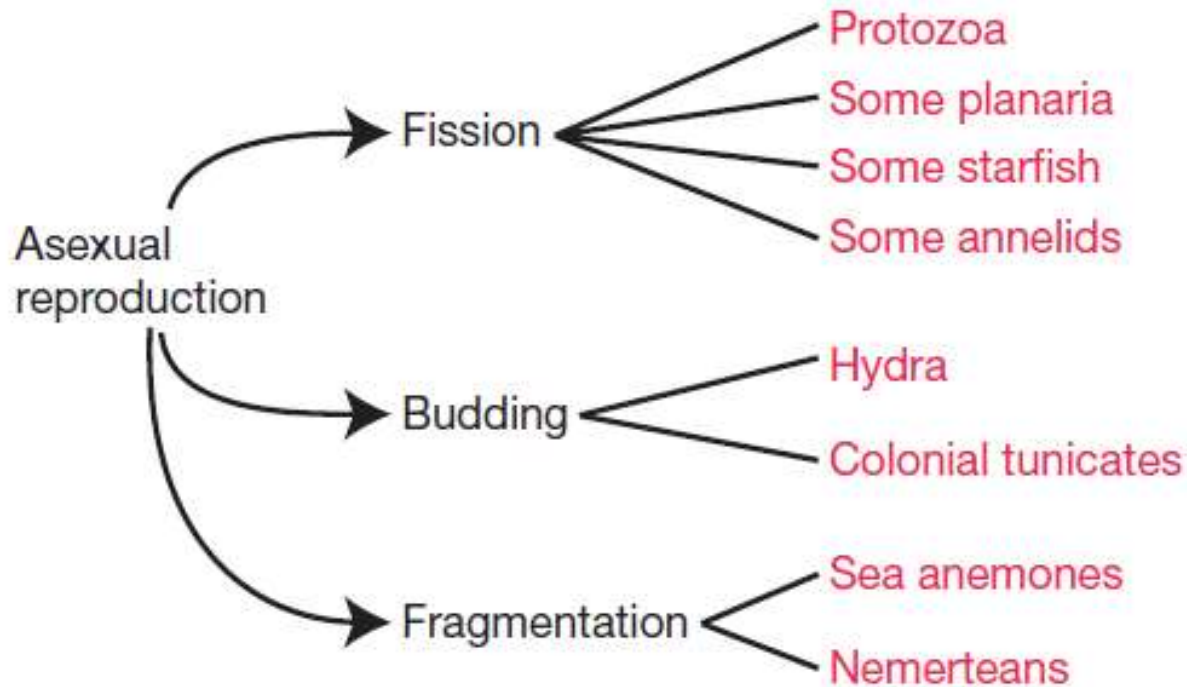 Asexual
reproduction
Fission
Protozoa
Some planaria
Some starfish
Some annelids
Budding
Hydra
Colonial tunicates
Fragmentation
Sea anemones
Nemerteans